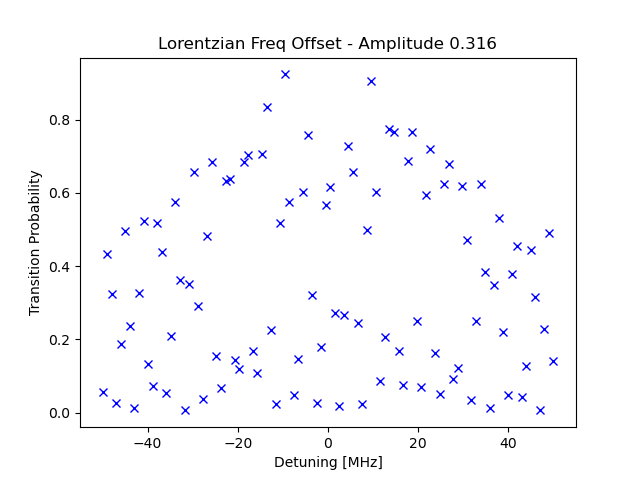 Lorentzian Freq Offset - Amplitude 0.316
Transition Probability
0.8
0.6
0.4
0.2
0.0
−40 −20 0 20 40
Detuning [MHz]